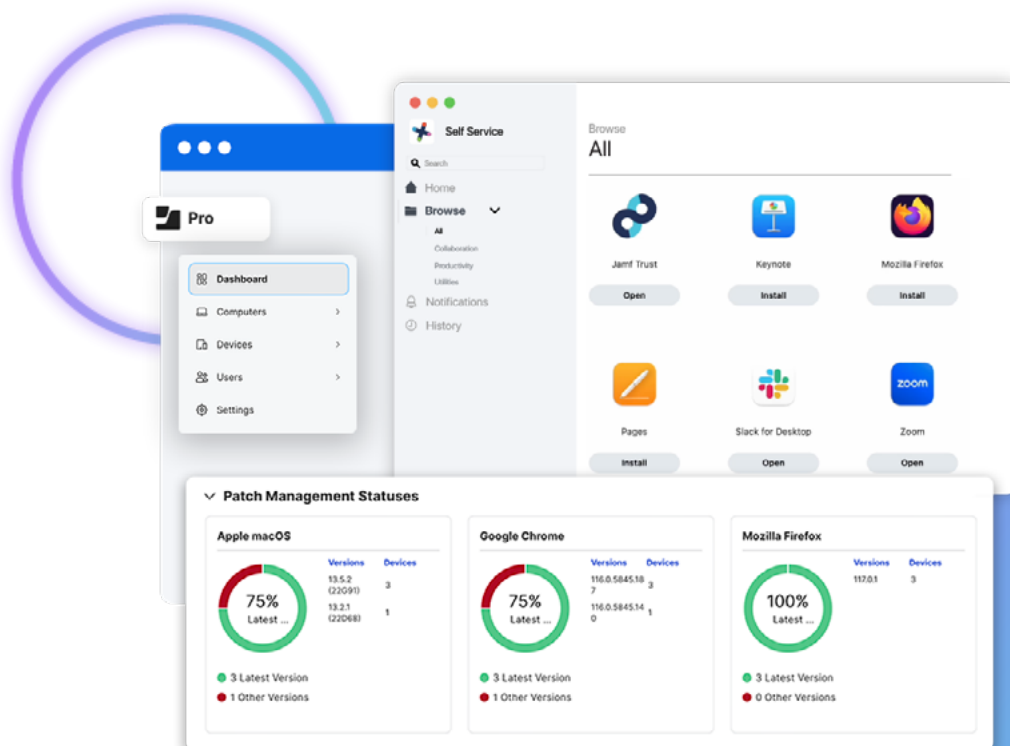 Pro
Dashboard
Computers
Devices
Users
Settings
Self Service
Search
Home
Browse
All
Collaboration
Productivity
Utilities
Notifications
History
Browse
All
Jamf Trust
Open
Keynote
Install
Mozilla Firefox
Install
Pages
Install
Slack for Desktop
Open
zoom
Zoom
Open
Patch Management Statuses
Apple macOS
75%
Latest ...
Versions Devices
13.5.2
(22G91) 3
13.2.1
(22D68) 1
3 Latest Version
1 Other Versions
Google Chrome
75%
Latest ...
Versions Devices
116.0.5845.18
7 3
116.0.5845.14
0 1
3 Latest Version
1 Other Versions
Mozilla Firefox
100%
Latest ...
Versions Devices
117.0.1 3
3 Latest Version
0 Other Versions